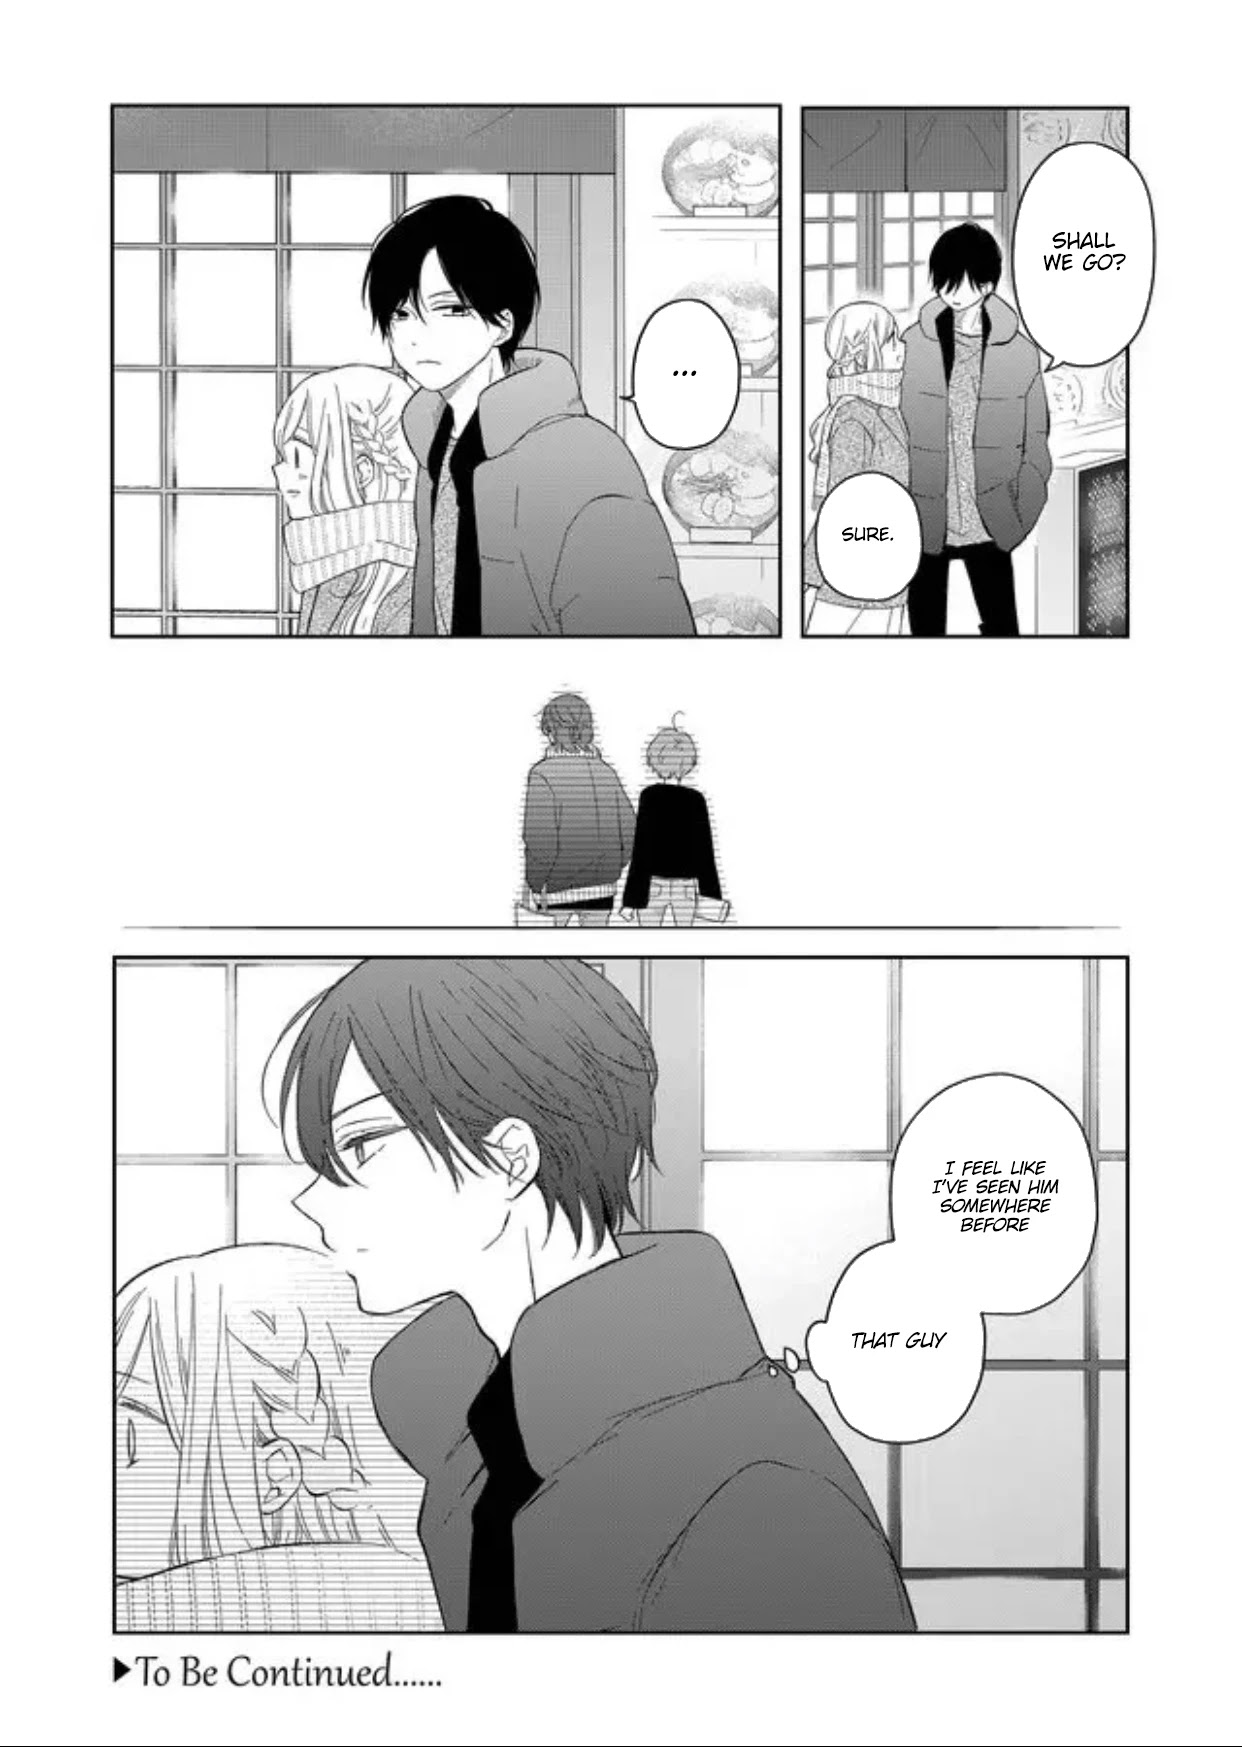 SHALL
WE GO?
SURE.
...
I FEEL LIKE
I'VE SEEN HIM
SOMEWHERE
BEFORE
THAT GUY
▶To Be Continued......